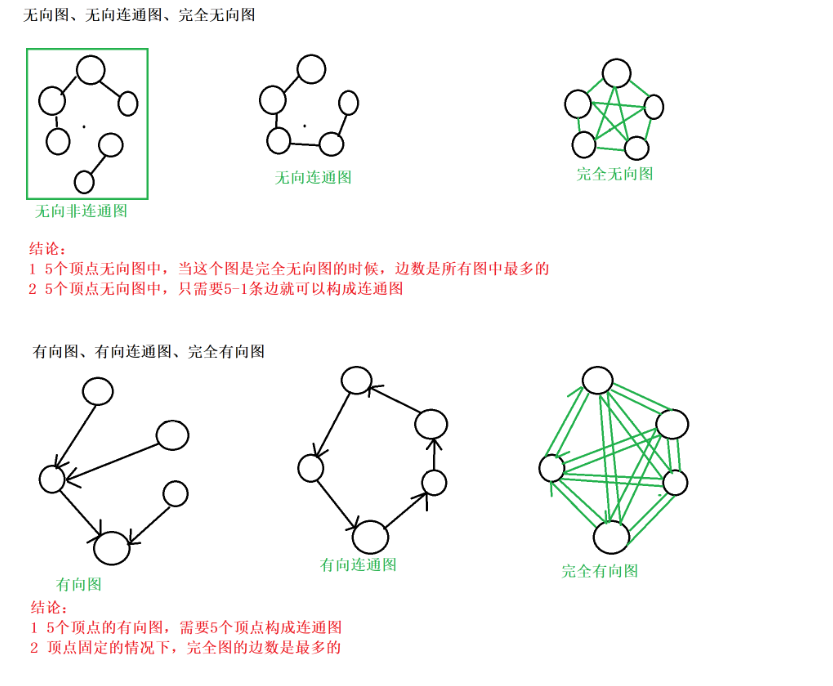 无向图、无向连通图、完全无向图
无向连通图
完全无向图
无向非连通图
结论:
1 5个顶点无向图中，当这个图是完全无向图的时候，边数是所有图中最多的
2 5个顶点无向图中，只需要5-1条边就可以构成连通图
有向图、有向连通图、完全有向图
有向连通图
完全有向图
有向图
结论:
1 5个顶点的有向图，需要5个顶点构成连通图
2 顶点固定的情况下，完全图的边数是最多的